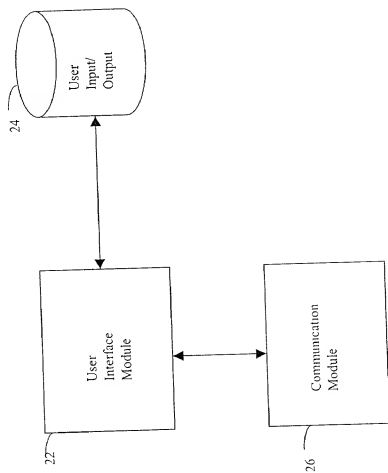 24
User
Input/
Output
22
User
Interface
Module
26
Communication
Module